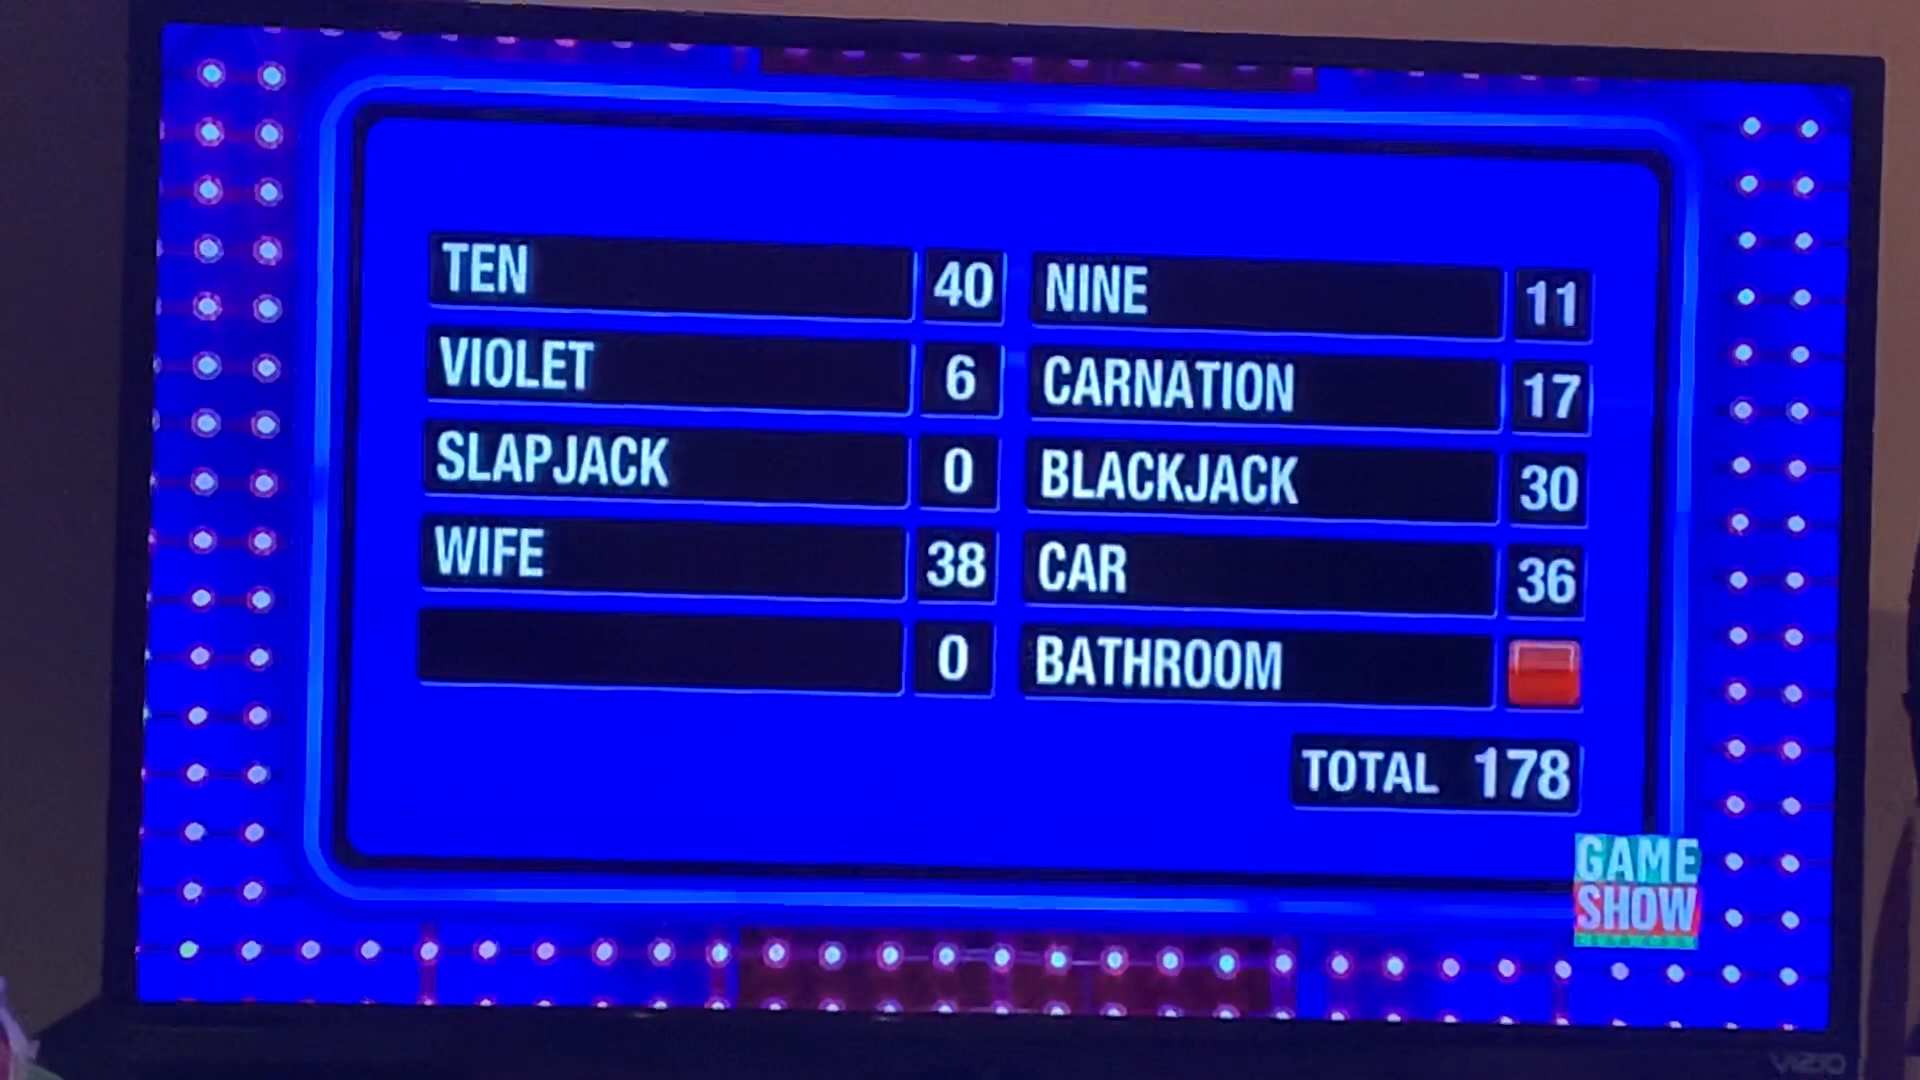 TEN 40 NINE 11
VIOLET 6 CARNATION 17
SLAPJACK 0 BLACKJACK 30
WIFE 38 CAR 36
0 BATHROOM
TOTAL 178
GAME
SHOW
VIZIO